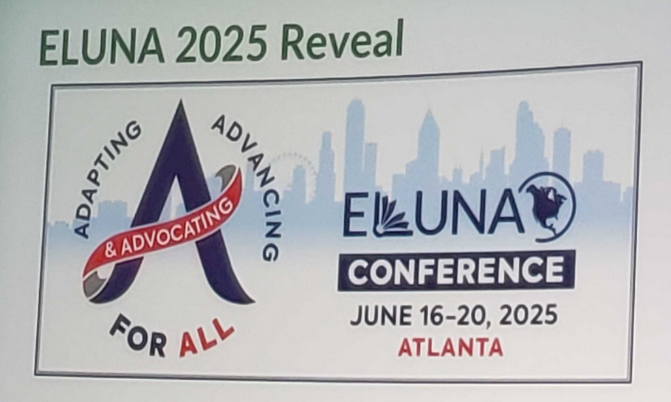 ELUNA 2025 Reveal
ADAPTING
ADVANCING
& ADVOCATING
FOR ALL
ELUNA
CONFERENCE
JUNE 16-20, 2025
ATLANTA